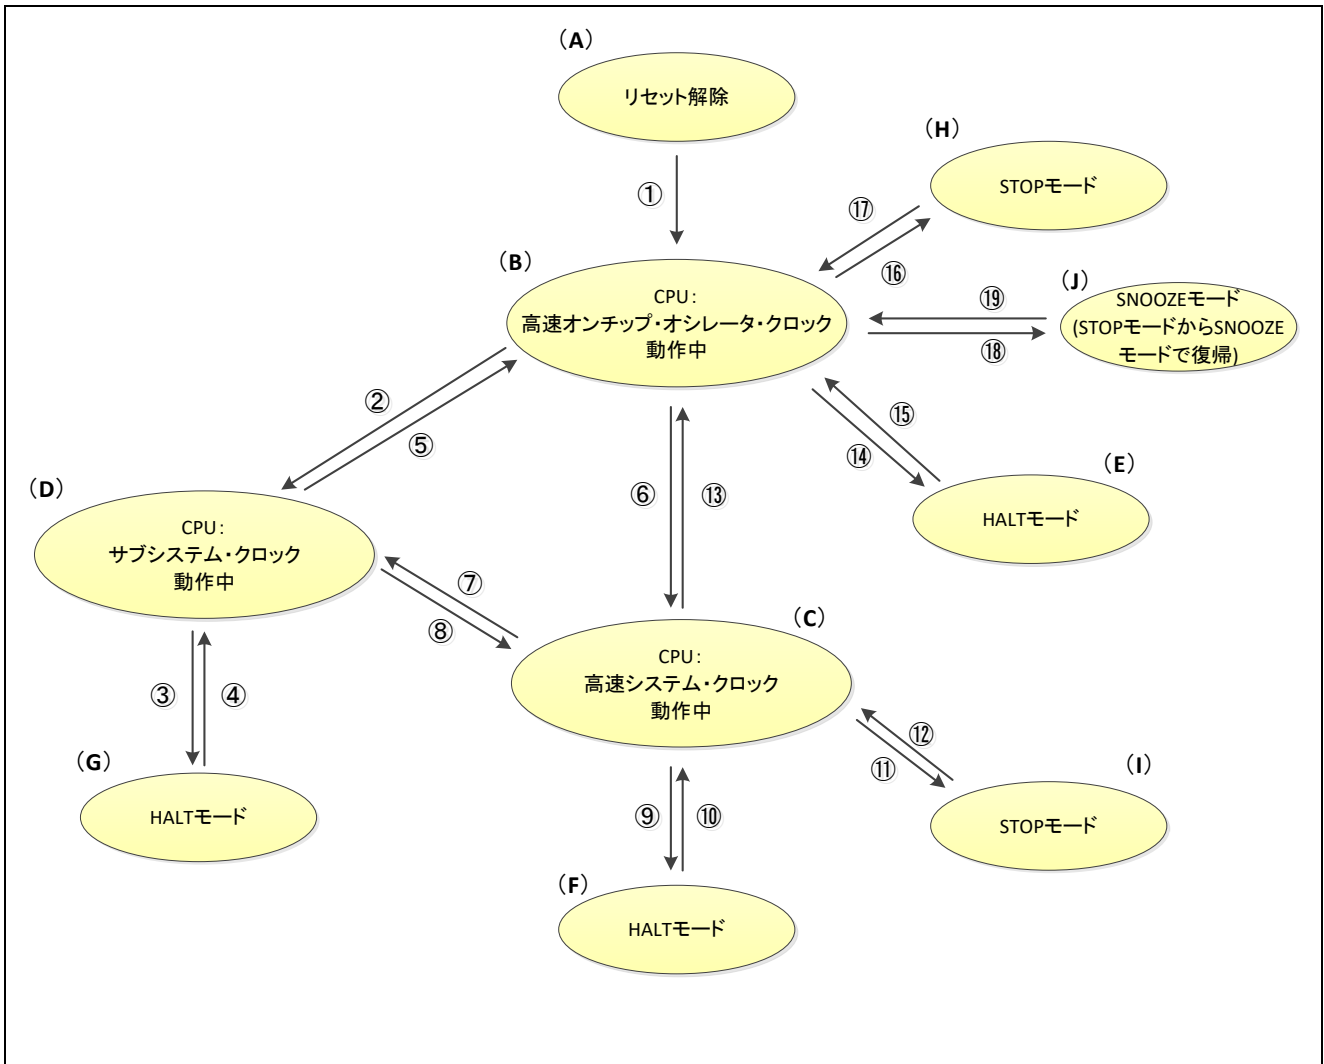 （A）
リセット解除
①
（H）
STOPモード
⑰
⑯
（B）
CPU：
高速オンチップ・オシレータ・クロック
動作中
（J）
SNOOZEモード
(STOPモードからSNOOZE
モードで復帰)
⑲
⑱
②
⑤
⑮
⑭
（E）
HALTモード
（D）
CPU：
サブシステム・クロック
動作中
⑥
⑬
⑦
⑧
（C）
CPU：
高速システム・クロック
動作中
③
④
⑫
⑪
（G）
HALTモード
（I）
STOPモード
⑨
⑩
（F）
HALTモード